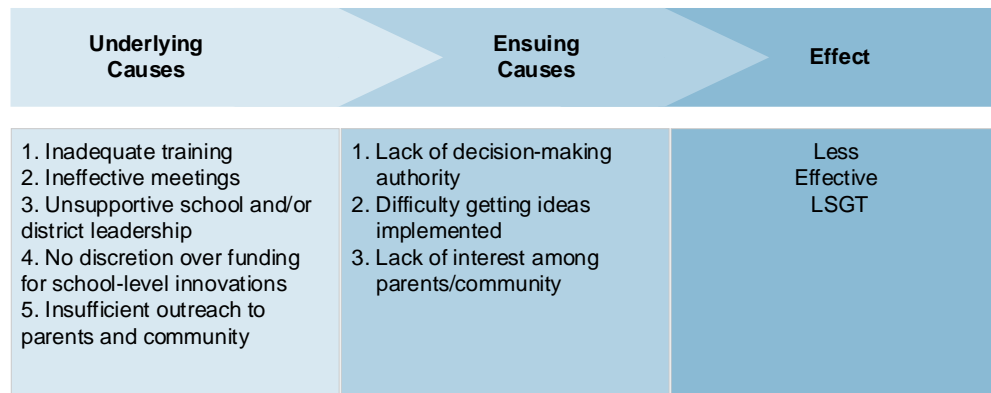 Underlying
Causes
Ensuing
Causes
Effect
1. Inadequate training
2. Ineffective meetings
3. Unsupportive school and/or
district leadership
4. No discretion over funding
for school-level innovations
5. Insufficient outreach to
parents and community
1. Lack of decision-making
authority
2. Difficulty getting ideas
implemented
3. Lack of interest among
parents/community
Less
Effective
LSGT